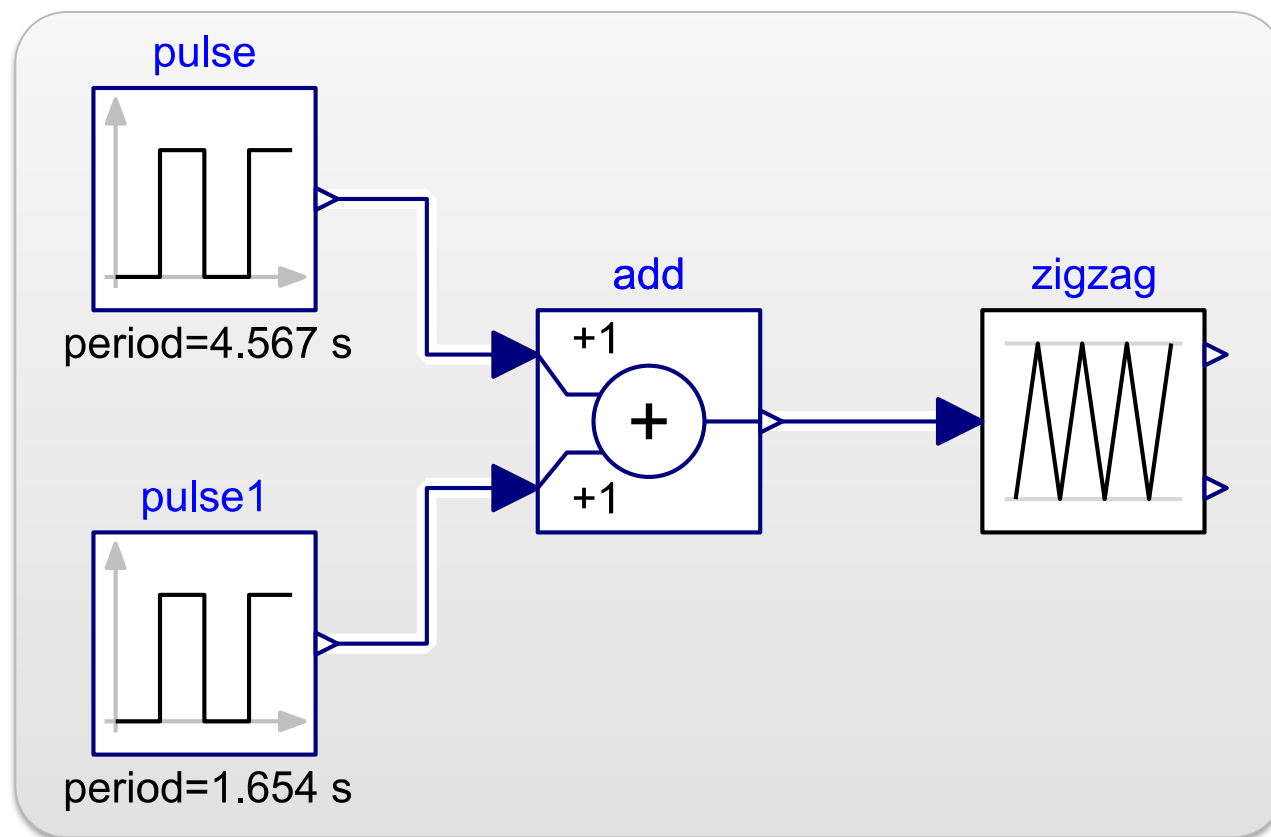 pulse
period=4.567 s
add
+1
+
+1
zigzag
pulse1
period=1.654 s